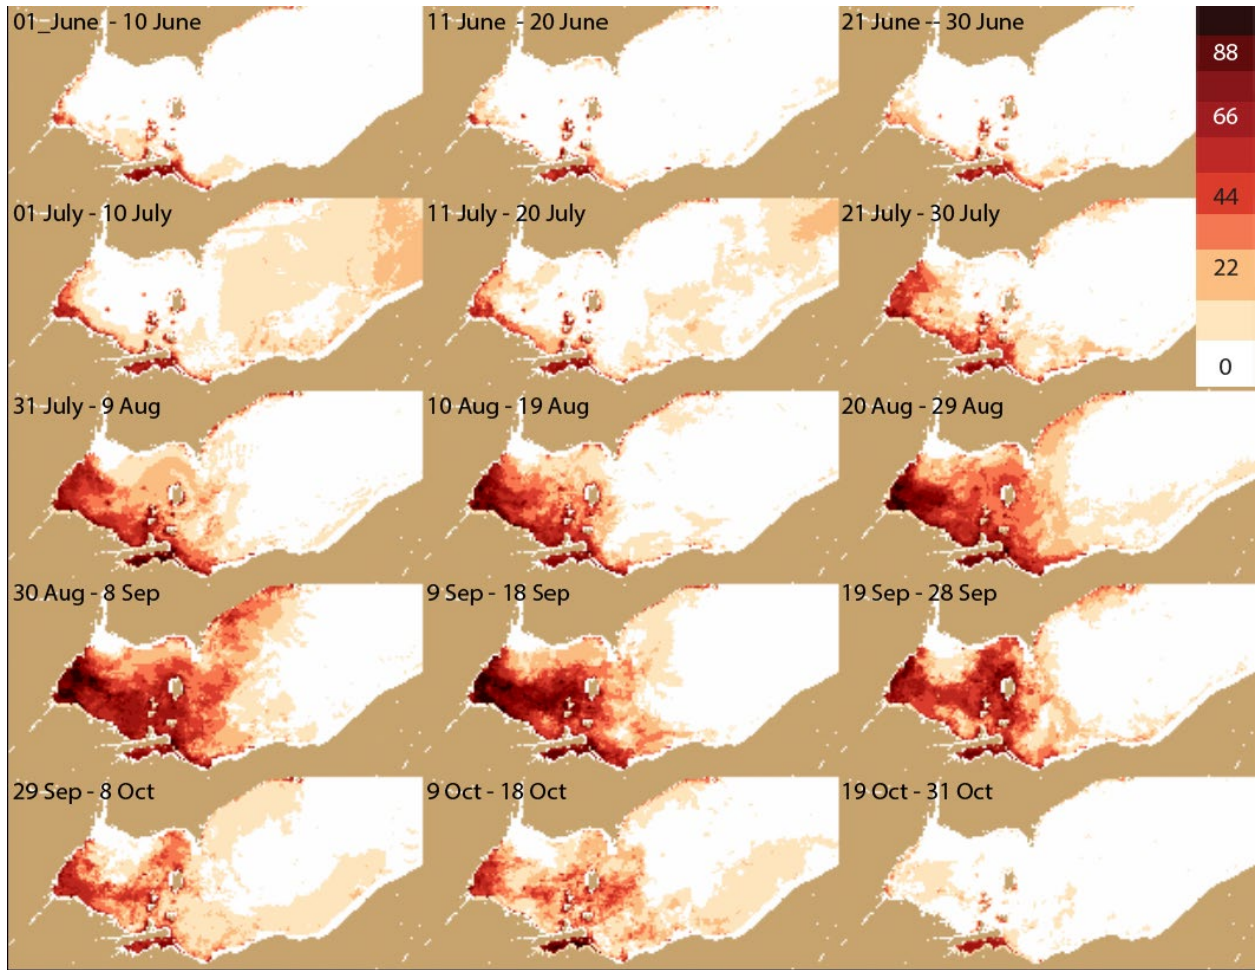 01_June - 10 June
11 June - 20 June
21 June -- 30 June
88
66
44
22
0
01 July - 10 July
11 July - 20 July
21 July - 30 July
31 July - 9 Aug
10 Aug - 19 Aug
20 Aug - 29 Aug
30 Aug - 8 Sep
9 Sep - 18 Sep
19 Sep - 28 Sep
29 Sep - 8 Oct
9 Oct - 18 Oct
19 Oct - 31 Oct